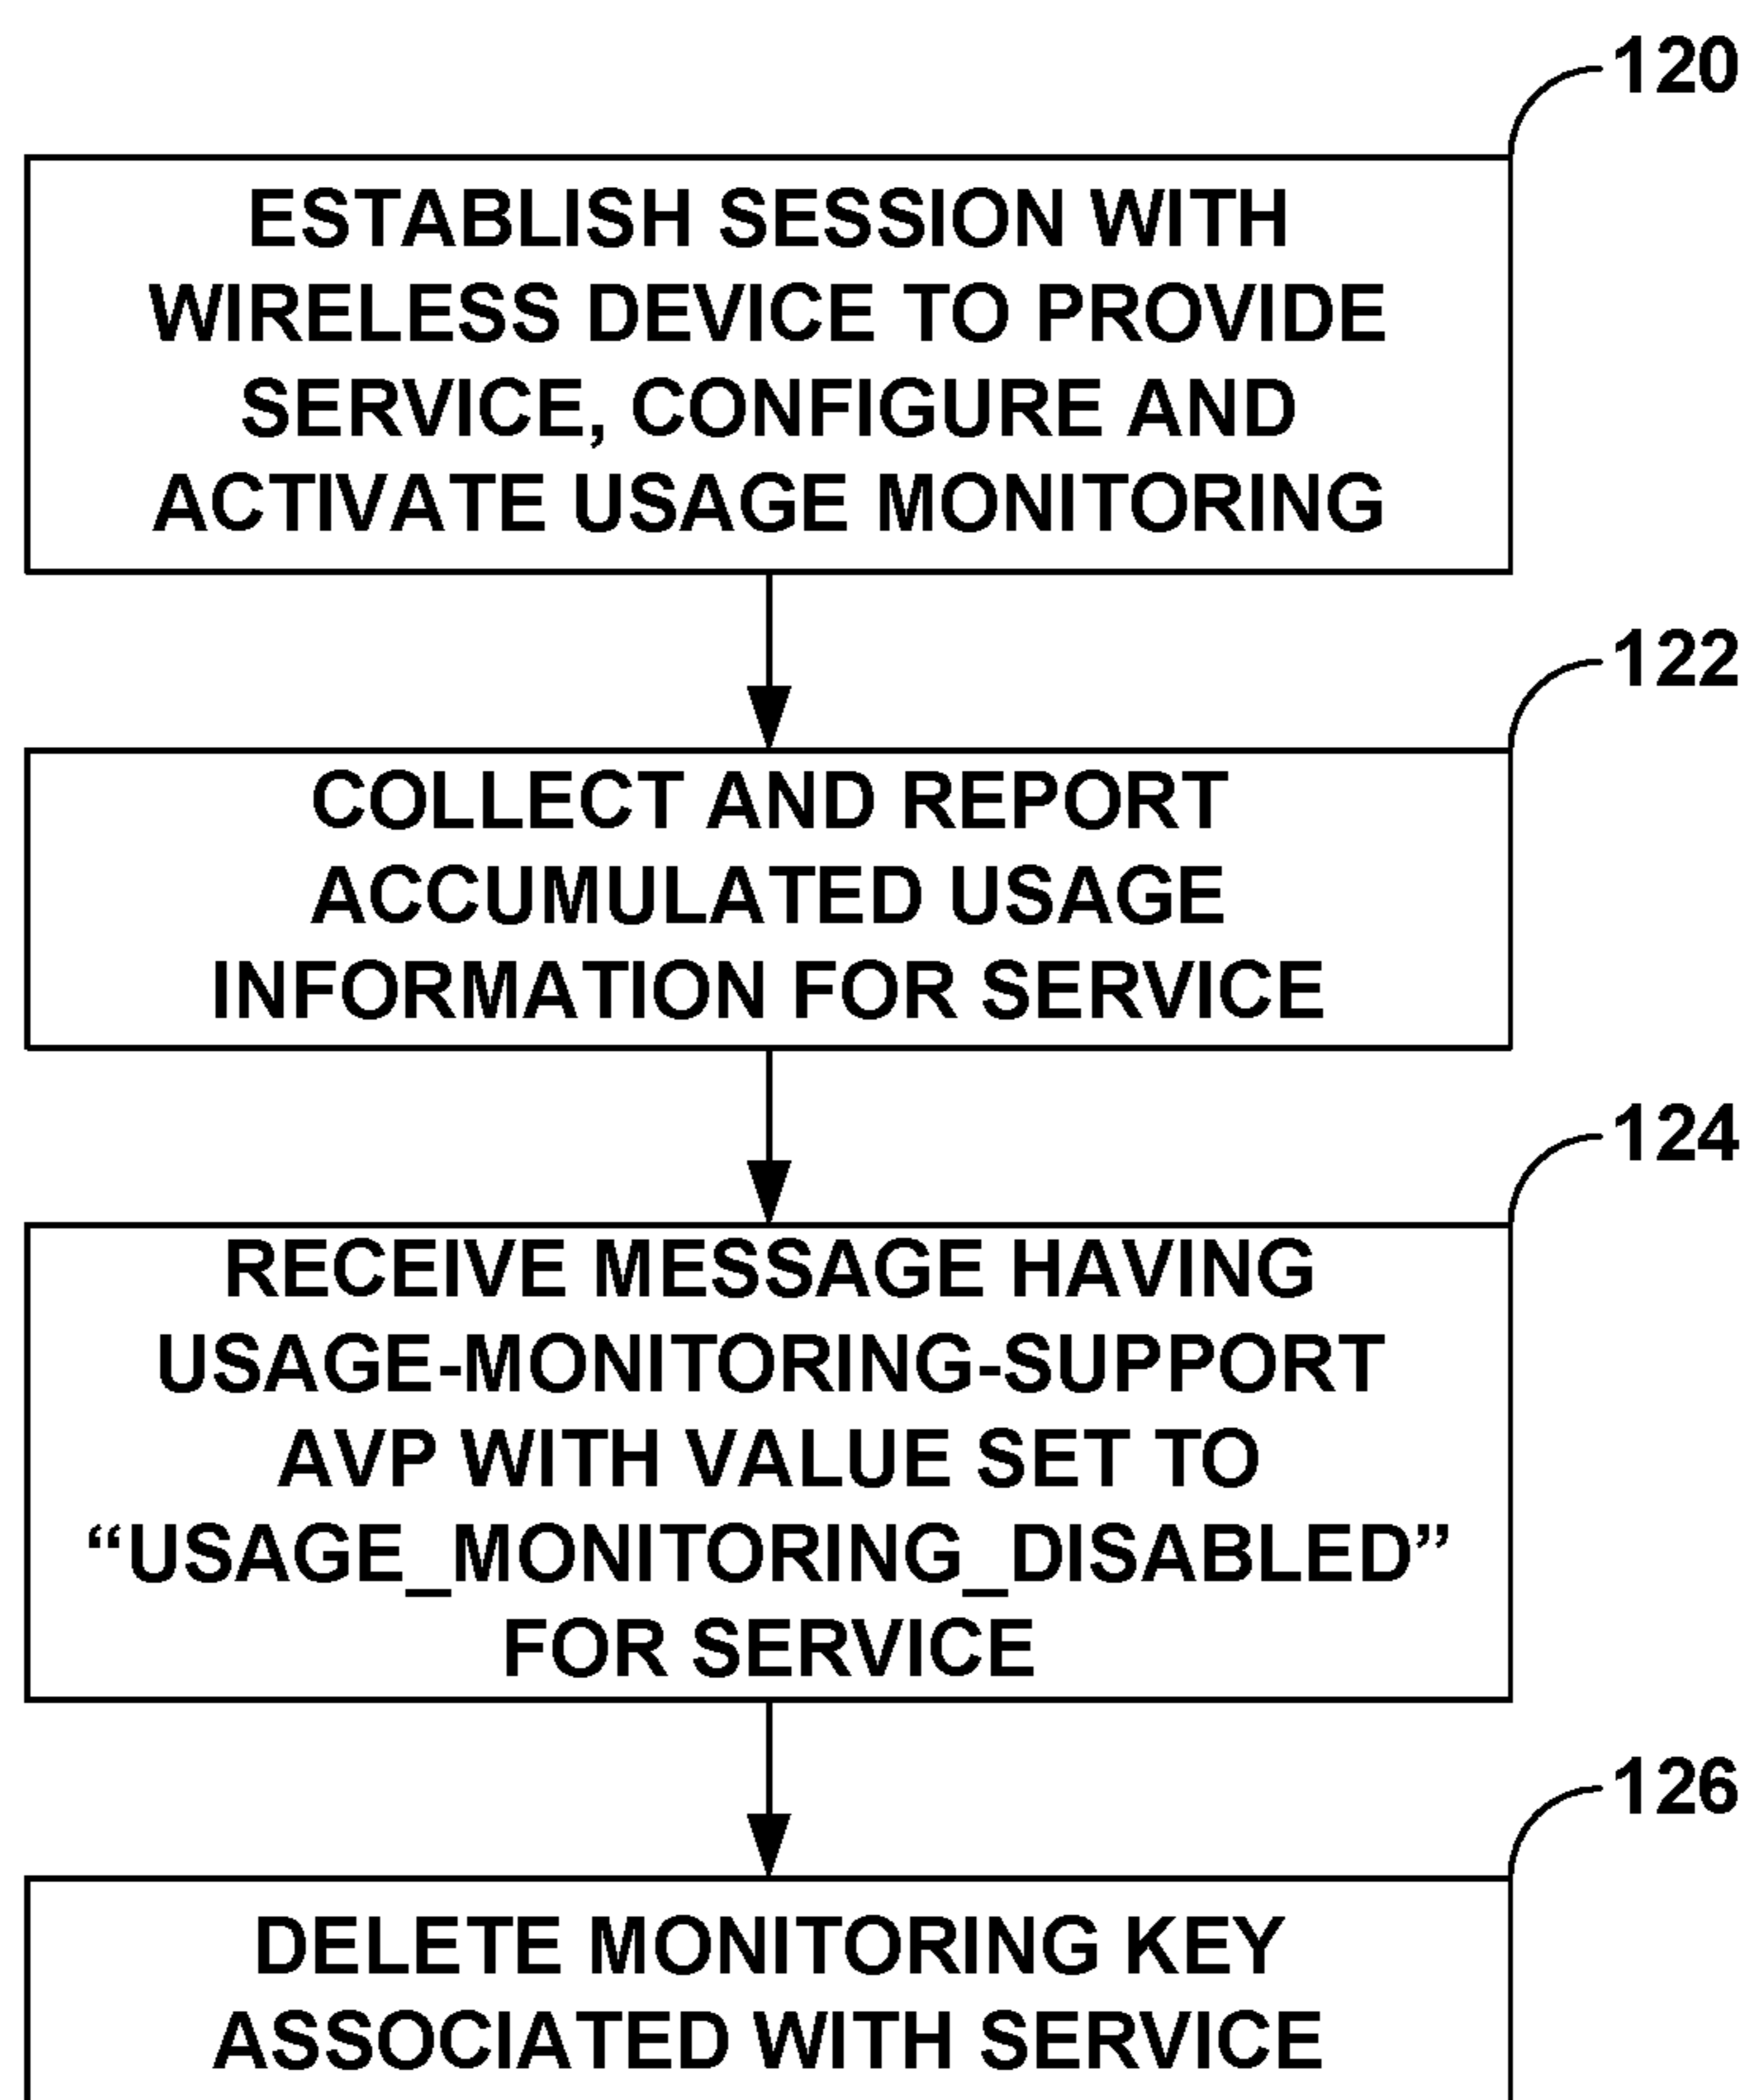 120
ESTABLISH SESSION WITH
WIRELESS DEVICE TO PROVIDE
SERVICE, CONFIGURE AND
ACTIVATE USAGE MONITORING
122
COLLECT AND REPORT
ACCUMULATED USAGE
INFORMATION FOR SERVICE
124
RECEIVE MESSAGE HAVING
USAGE-MONITORING-SUPPORT
AVP WITH VALUE SET TO
“USAGE_MONITORING_DISABLED”
FOR SERVICE
126
DELETE MONITORING KEY
ASSOCIATED WITH SERVICE